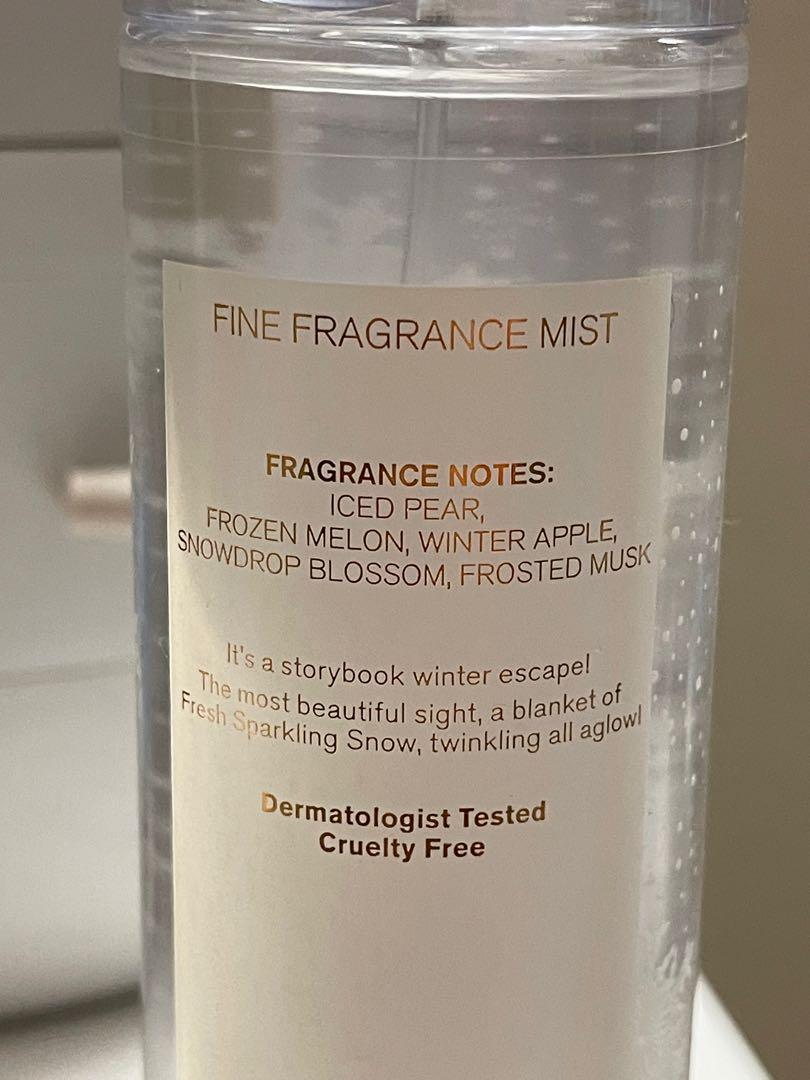 FINE FRAGRANCE MIST
FRAGRANCE NOTES:
ICED PEAR,
FROZEN MELON, WINTER APPLE,
SNOWDROP BLOSSOM, FROSTED MUSK
It's a storybook winter escape!
The most beautiful sight, a blanket of
Fresh Sparkling Snow, twinkling all aglow!
Dermatologist Tested
Cruelty Free